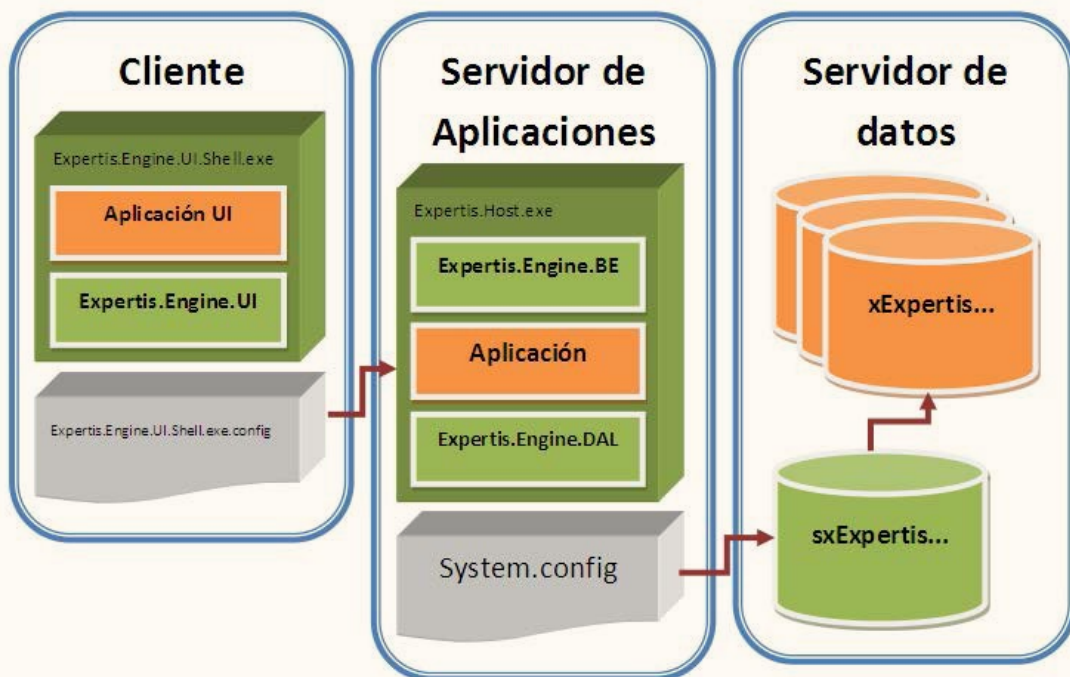 Cliente
Expertis.Engine.UI.Shell.exe
Aplicación UI
Expertis.Engine.UI
Expertis.Engine.UI.Shell.exe.config
Servidor de
Aplicaciones
Expertis.Host.exe
Expertis.Engine.BE
Aplicación
Expertis.Engine.DAL
System.config
Servidor de
datos
xExpertis...
sxExpertis...